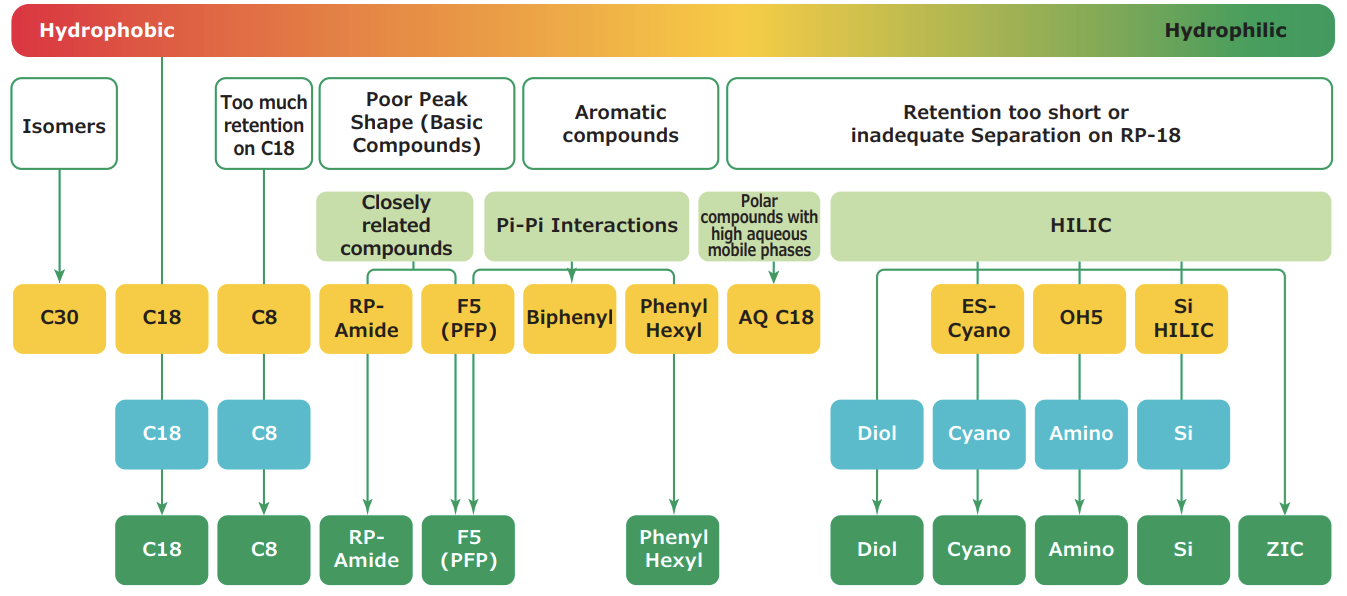 Hydrophobic
Hydrophilic
Isomers
Too much
retention
on C18
Poor Peak
Shape (Basic
Compounds)
Aromatic
compounds
Retention too short or
inadequate Separation on RP-18
Closely
related
compounds
Pi-Pi Interactions
Polar
compounds with
high aqueous
mobile phases
HILIC
C30
C18
C8
RP-
Amide
F5
(PFP)
Biphenyl
Phenyl
Hexyl
AQ C18
ES-
Cyano
OH5
Si
HILIC
C18
C8
Diol
Cyano
Amino
Si
C18
C8
RP-
Amide
F5
(PFP)
Phenyl
Hexyl
Diol
Cyano
Amino
Si
ZIC